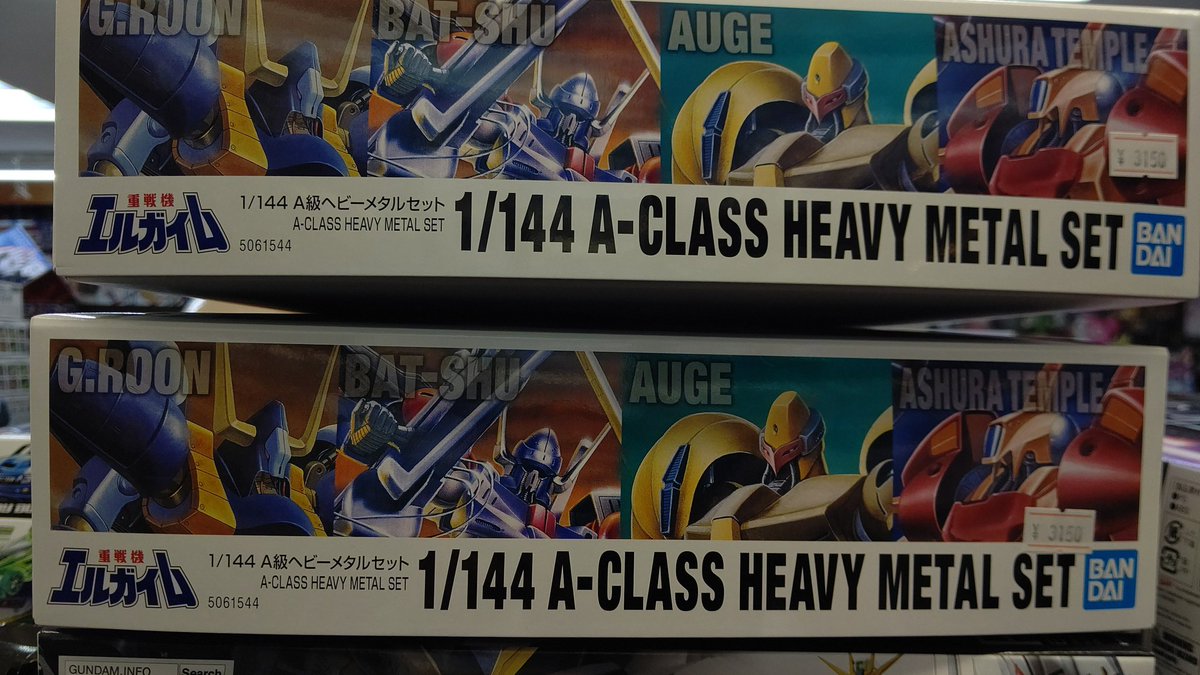 G.ROON
BAT-SHU
AUGE
ASHURA TEMPLE
¥ 3150
重戦機
エルガイム
1/144 A級ヘビーメタルセット
A-CLASS HEAVY METAL SET
5061544
1/144 A-CLASS HEAVY METAL SET
BAN
DAI
G.ROON
BAT-SHU
AUGE
ASHURA TEMPLE
¥ 3150
重戦機
エルガイム
1/144 A級ヘビーメタルセット
A-CLASS HEAVY METAL SET
5061544
1/144 A-CLASS HEAVY METAL SET
BAN
DAI
GUNDAM.INFO
Search